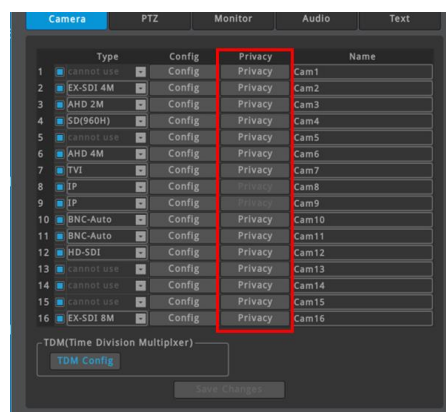 Camera PTZ Monitor Audio Text
Type Config Privacy Name
1 cannot use Config Privacy Cam1
2 EX-SDI 4M Config Privacy Cam2
3 AHD 2M Config Privacy Cam3
4 SD(960H) Config Privacy Cam4
5 cannot use Config Privacy Cam5
6 AHD 4M Config Privacy Cam6
7 TVI Config Privacy Cam7
8 IP Config Privacy Cam8
9 IP Config Privacy Cam9
10 BNC-Auto Config Privacy Cam10
11 BNC-Auto Config Privacy Cam11
12 HD-SDI Config Privacy Cam12
13 cannot use Config Privacy Cam13
14 cannot use Config Privacy Cam14
15 cannot use Config Privacy Cam15
16 EX-SDI 8M Config Privacy Cam16
TDM(Time Division Multiplxer)
TDM Config
Save Changes